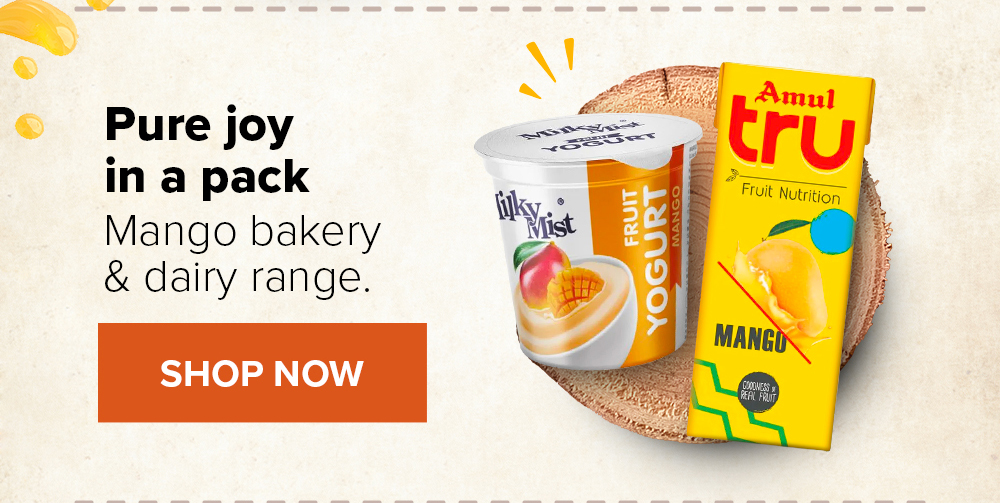 Pure joy
in a pack
Mango bakery
& dairy range.
SHOP NOW
Milky Mist
FRUIT
YOGURT
Milky
Mist
FRUIT
YOGURT
MANGO
Amul
tru
Fruit Nutrition
MANGO
GOODNESS OF
REAL FRUIT